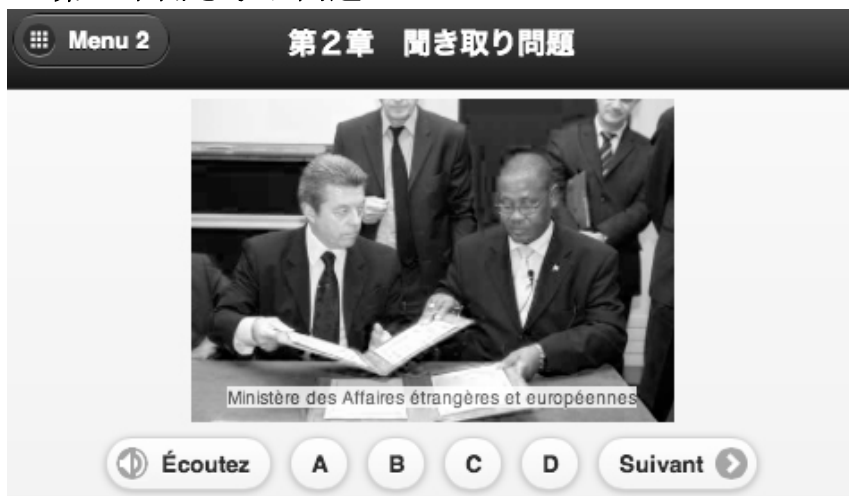 Menu 2
第2章 聞き取り問題
Ministère des Affaires étrangères et européennes
Écoutez
A
B
C
D
Suivant